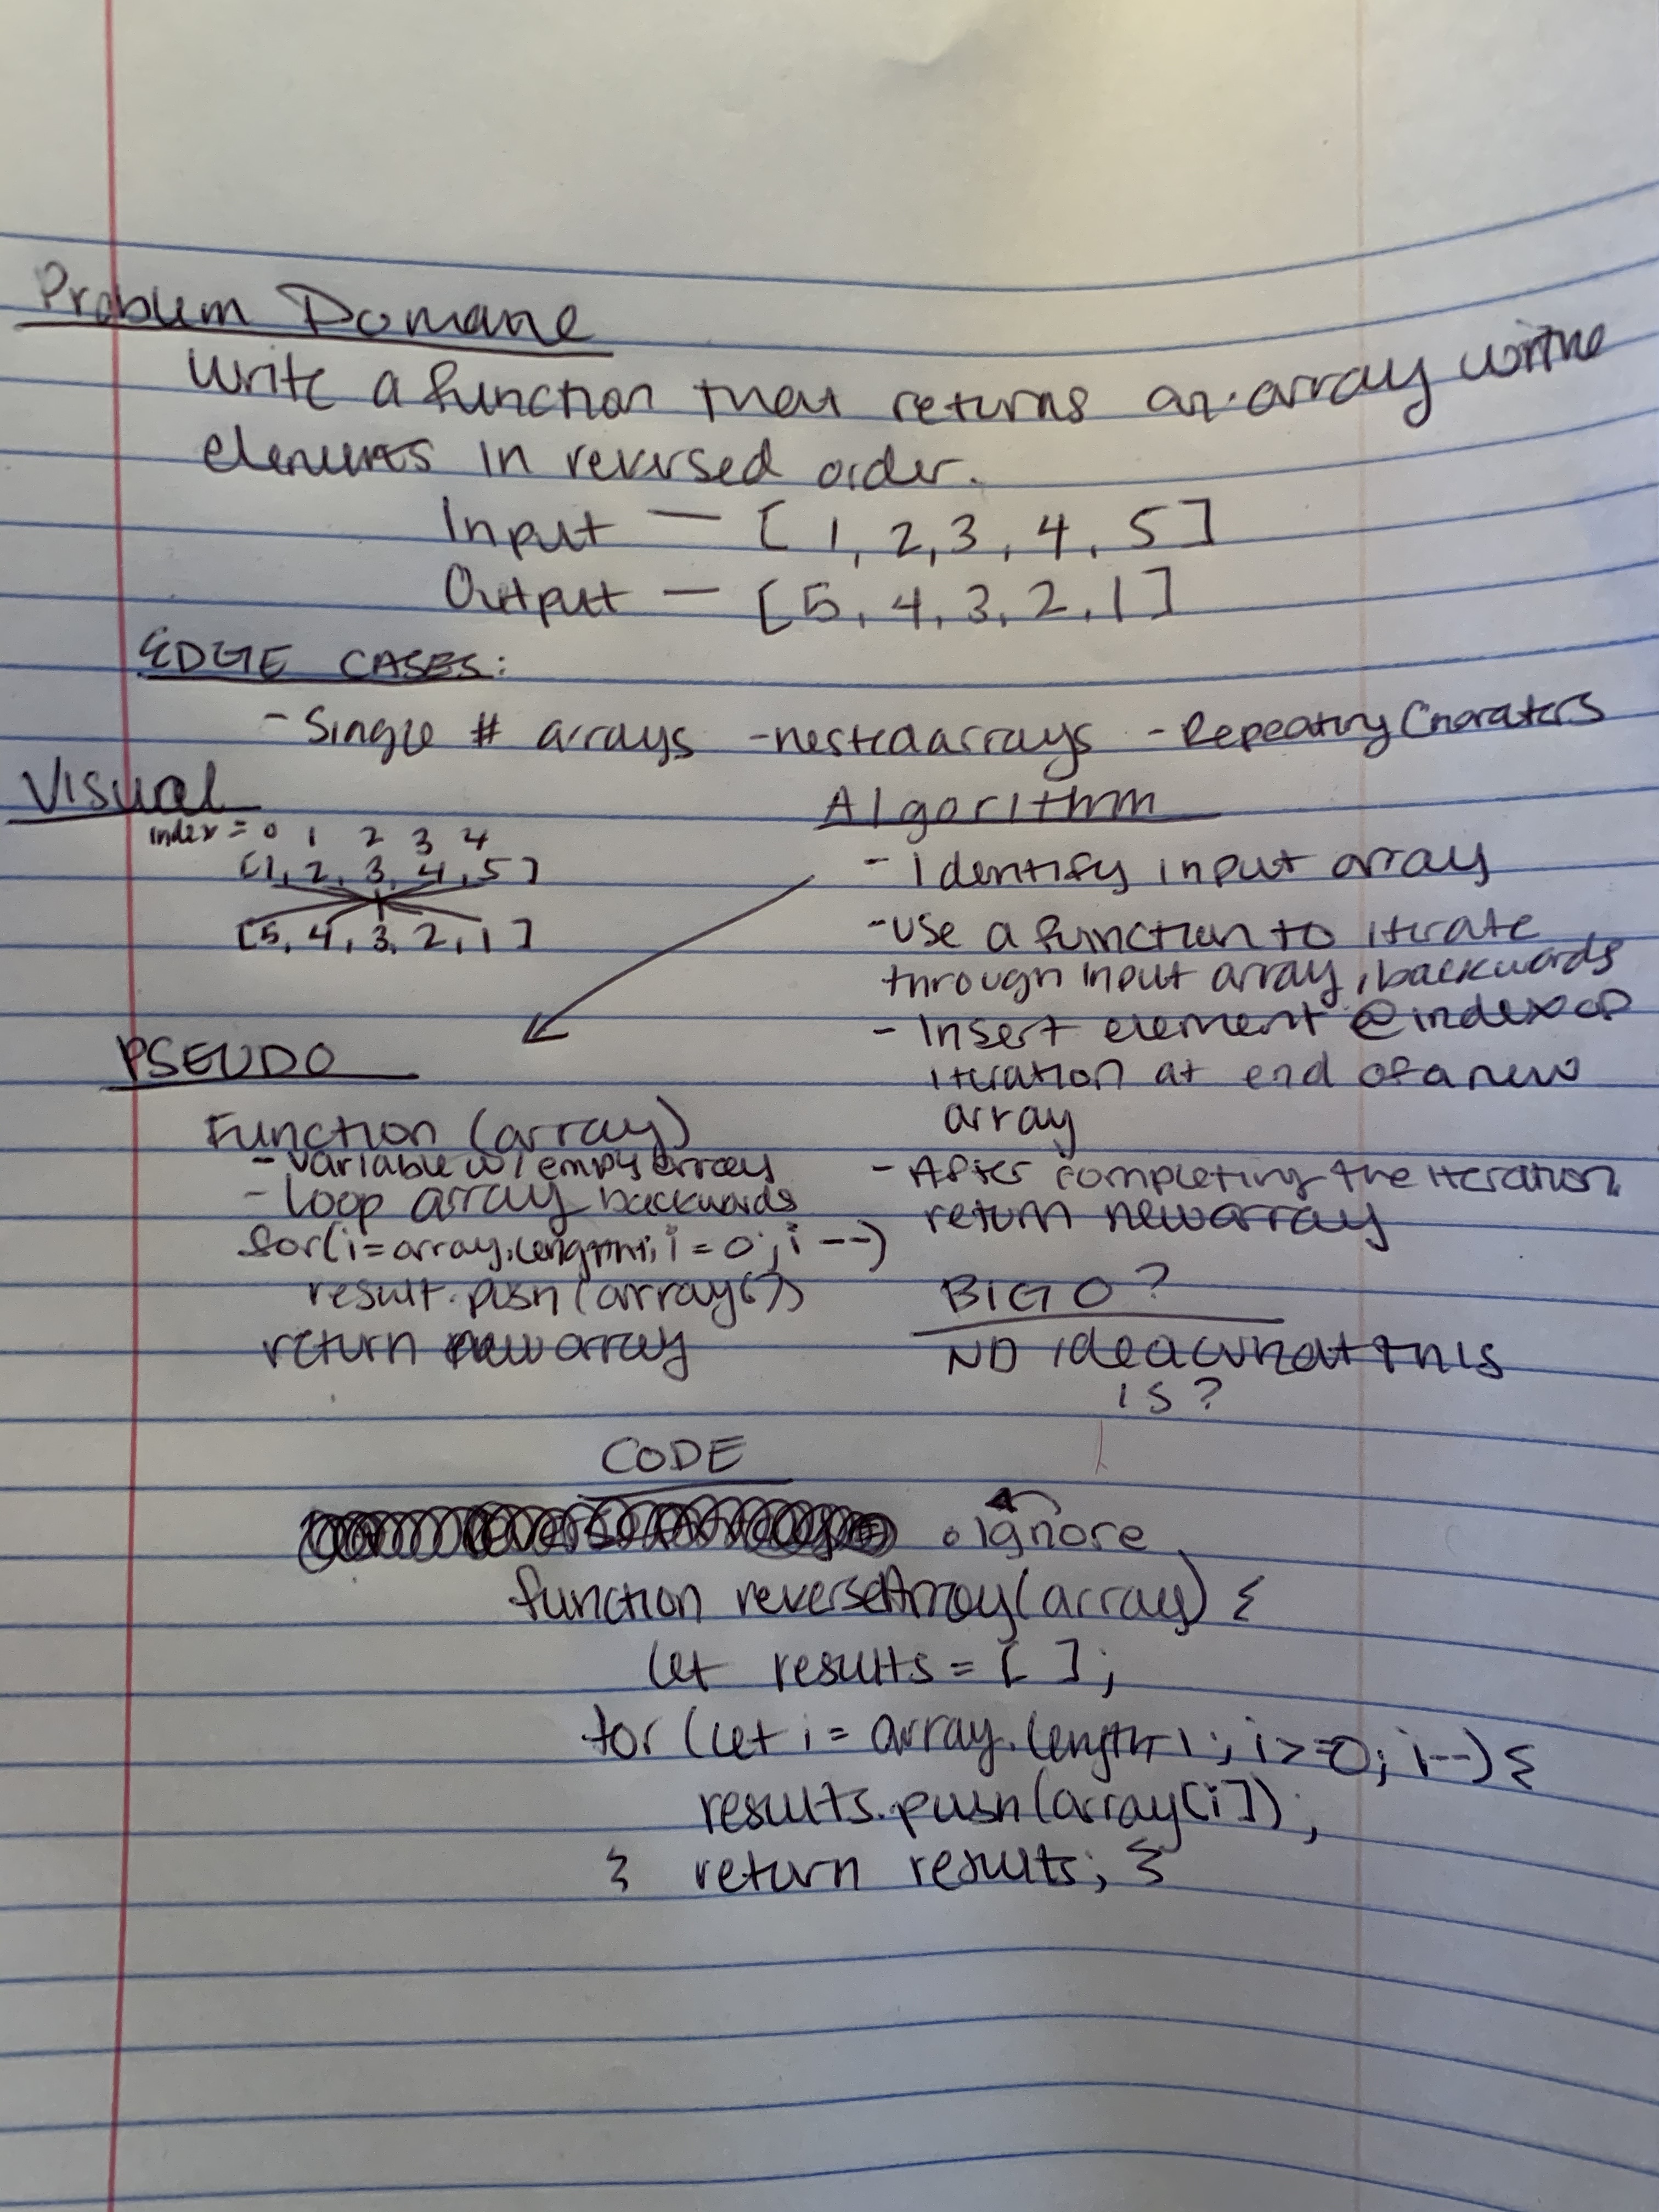 Problem Domane
Write a function that returns an array with the
elements in reversed order.
Input — [1, 2, 3, 4, 5]
Output — [5, 4, 3, 2, 1]
EDGE CASES:
- Single # arrays - nested arrays - Repeating Charaters
Visual
index = 0 1 2 3 4
[1, 2, 3, 4, 5]
[5, 4, 3, 2, 1]
Algorithm
- Identify input array
- Use a function to iterate
through input array, backwards
- Insert element @ index of
iteration at end of a new
array
- After completing the iteration,
return new array
PSEUDO
Function (array)
- variable w/ empy array
- Loop array backwards
for(i = array.length-1; i = 0; i --)
result.push(array(i))
return new array
BIG O?
NO idea what this
is?
CODE
Ignore
function reverseArray(array) {
let results = [ ];
for (let i = array.length-1; i >= 0; i--) {
results.push(array[i]);
} return results; }